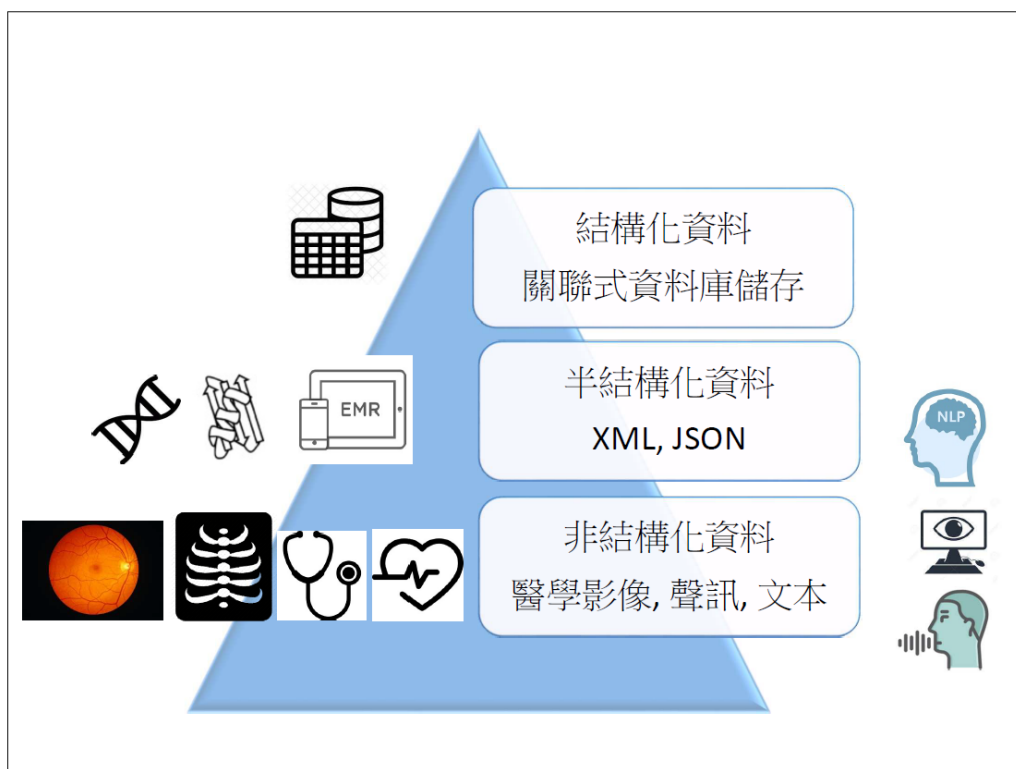 結構化資料
關聯式資料庫儲存
EMR
半結構化資料
XML, JSON
NLP
非結構化資料
醫學影像, 聲訊, 文本